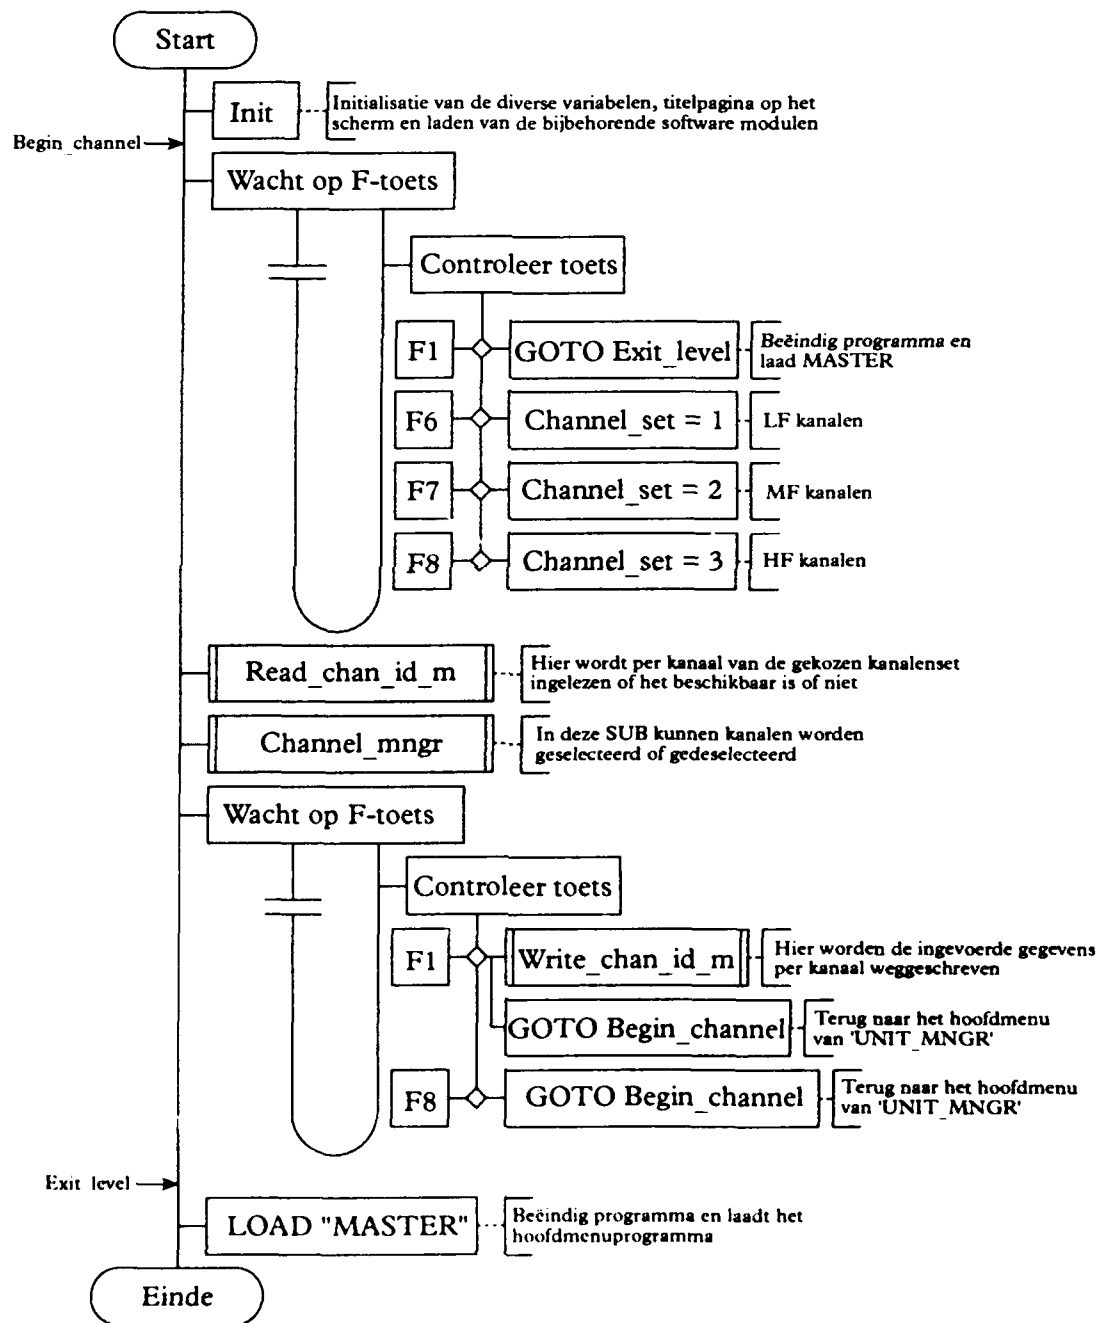 Start
Init
Initialisatie van de diverse variabelen, titelpagina op het
scherm en laden van de bijbehorende software modulen
Begin_channel
Wacht op F-toets
Controleer toets
F1
GOTO Exit_level
Beëindig programma en
laad MASTER
F6
Channel_set = 1
LF kanalen
F7
Channel_set = 2
MF kanalen
F8
Channel_set = 3
HF kanalen
Read_chan_id_m
Hier wordt per kanaal van de gekozen kanalenset
ingelezen of het beschikbaar is of niet
Channel_mngr
In deze SUB kunnen kanalen worden
geselecteerd of gedeselecteerd
Wacht op F-toets
Controleer toets
F1
Write_chan_id_m
Hier worden de ingevoerde gegevens
per kanaal weggeschreven
GOTO Begin_channel
Terug naar het hoofdmenu
van 'UNIT_MNGR'
F8
GOTO Begin_channel
Terug naar het hoofdmenu
van 'UNIT_MNGR'
Exit level
LOAD "MASTER"
Beëindig programma en laadt het
hoofdmenuprogramma
Einde